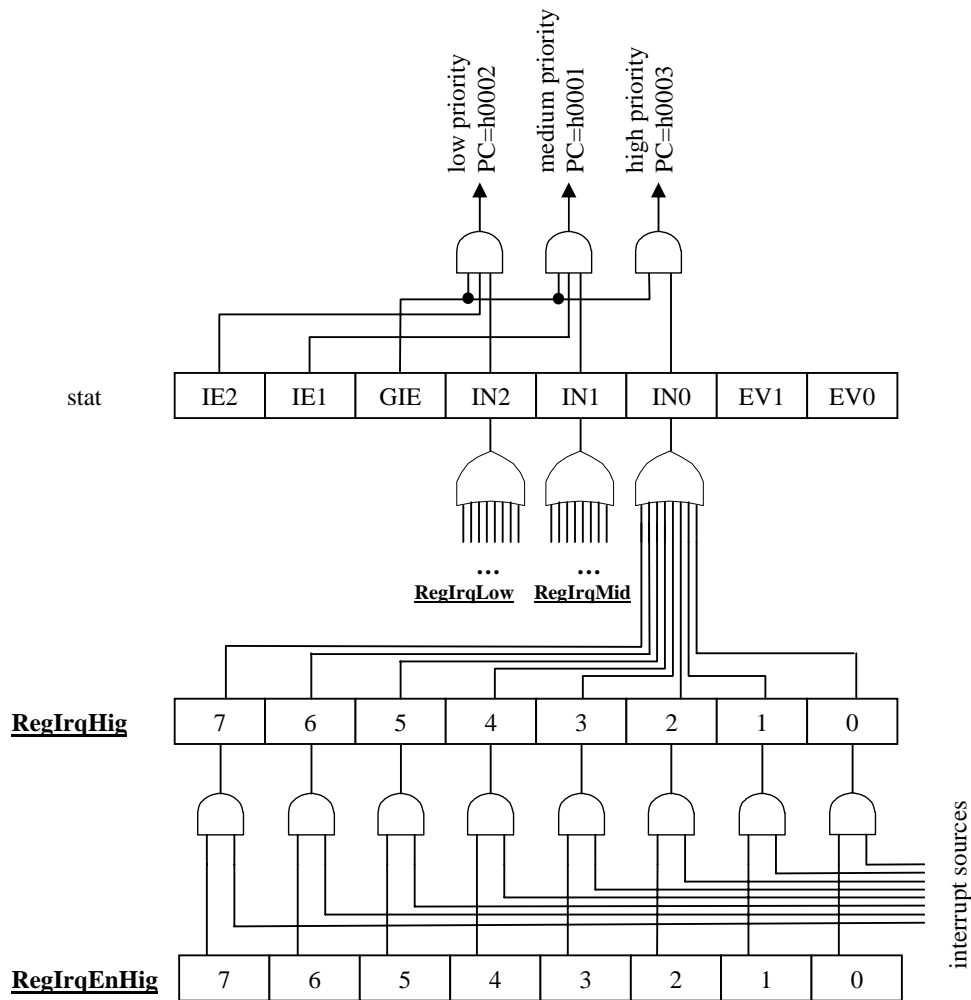 low priority
PC=h0002
medium priority
PC=h0001
high priority
PC=h0003
stat IE2 IE1 GIE IN2 IN1 IN0 EV1 EV0
... ...
RegIrqLow RegIrqMid
RegIrqHig 7 6 5 4 3 2 1 0
interrupt sources
RegIrqEnHig 7 6 5 4 3 2 1 0